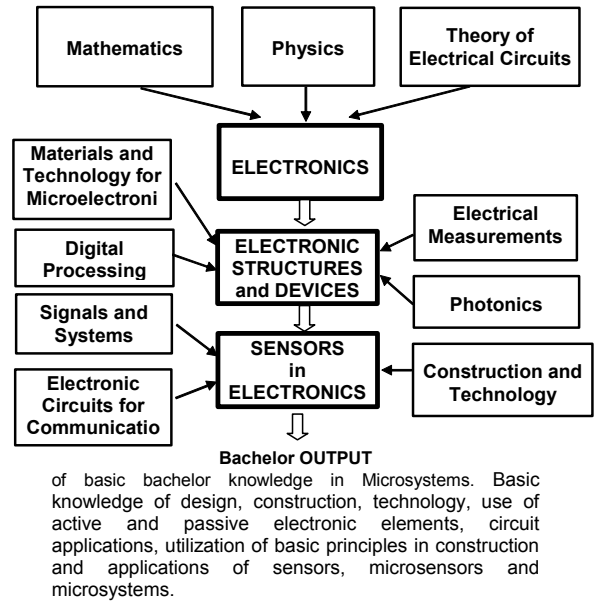 Mathematics
Physics
Theory of
Electrical Circuits
ELECTRONICS
Materials and
Technology for
Microelectroni
Digital
Processing
ELECTRONIC
STRUCTURES
and DEVICES
Electrical
Measurements
Photonics
Signals and
Systems
Electronic
Circuits for
Communicatio
SENSORS
in
ELECTRONICS
Construction and
Technology
Bachelor OUTPUT
of basic bachelor knowledge in Microsystems. Basic
knowledge of design, construction, technology, use of
active and passive electronic elements, circuit
applications, utilization of basic principles in construction
and applications of sensors, microsensors and
microsystems.